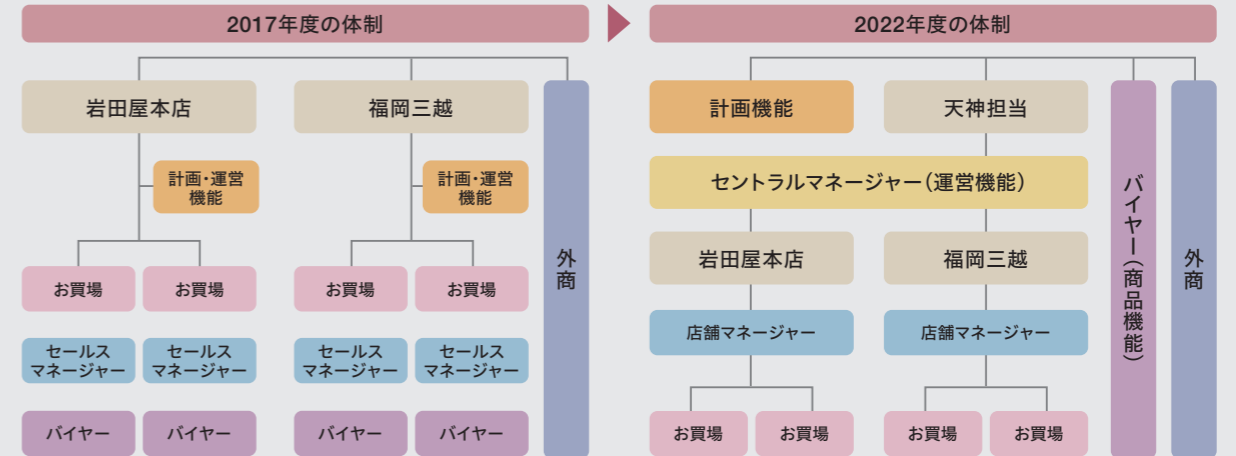 2017年度の体制
岩田屋本店
福岡三越
計画・運営
機能
計画・運営
機能
外商
お買場
お買場
お買場
お買場
セールス
マネージャー
セールス
マネージャー
セールス
マネージャー
セールス
マネージャー
バイヤー
バイヤー
バイヤー
バイヤー
2022年度の体制
計画機能
天神担当
セントラルマネージャー（運営機能）
岩田屋本店
福岡三越
店舗マネージャー
店舗マネージャー
お買場
お買場
お買場
お買場
バイヤー（商品機能）
外商